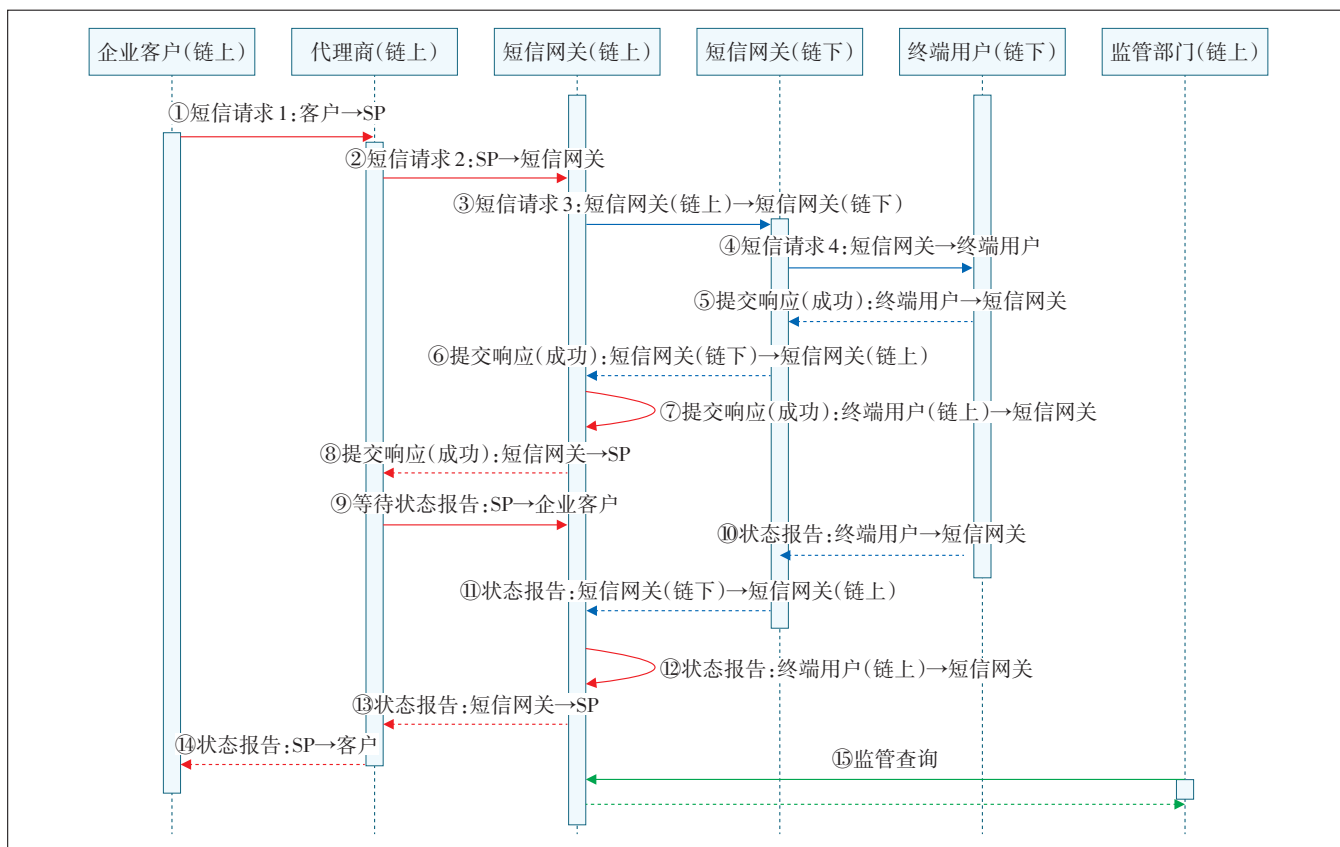 企业客户(链上)
代理商(链上)
短信网关(链上)
短信网关(链下)
终端用户(链下)
监管部门(链上)
①短信请求1:客户→SP
②短信请求2:SP→短信网关
③短信请求3:短信网关(链上)→短信网关(链下)
④短信请求4:短信网关→终端用户
⑤提交响应(成功):终端用户→短信网关
⑥提交响应(成功):短信网关(链下)→短信网关(链上)
⑦提交响应(成功):终端用户(链上)→短信网关
⑧提交响应(成功):短信网关→SP
⑨等待状态报告:SP→企业客户
⑩状态报告:终端用户→短信网关
⑪状态报告:短信网关(链下)→短信网关(链上)
⑫状态报告:终端用户(链上)→短信网关
⑬状态报告:短信网关→SP
⑭状态报告:SP→客户
⑮监管查询